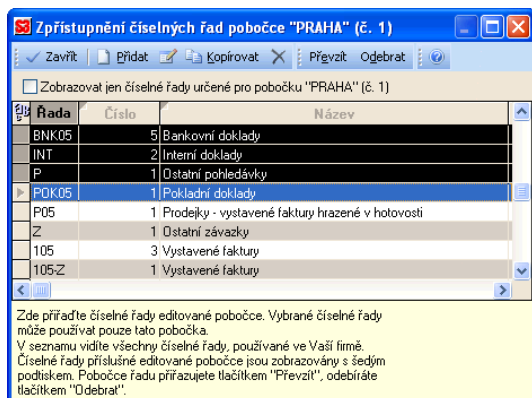 S3 Zpřístupnění číselných řad pobočce "PRAHA" (č. 1)
Zavřít Přidat Kopírovat Převzít Odebrat
Zobrazovat jen číselné řady určené pro pobočku "PRAHA" (č. 1)
Řada Číslo Název
BNK05 5 Bankovní doklady
INT 2 Interní doklady
P 1 Ostatní pohledávky
POK05 1 Pokladní doklady
P05 1 Prodejky - vystavené faktury hrazené v hotovosti
Z 1 Ostatní závazky
105 3 Vystavené faktury
105-Z 1 Vystavené faktury
Zde přiřaďte číselné řady editované pobočce. Vybrané číselné řady
může používat pouze tato pobočka.
V seznamu vidíte všechny číselné řady, používané ve Vaší firmě.
Číselné řady příslušné editované pobočce jsou zobrazovány s šedým
podtiskem. Pobočce řadu přiřazujete tlačítkem "Převzít", odebíráte
tlačítkem "Odebrat".